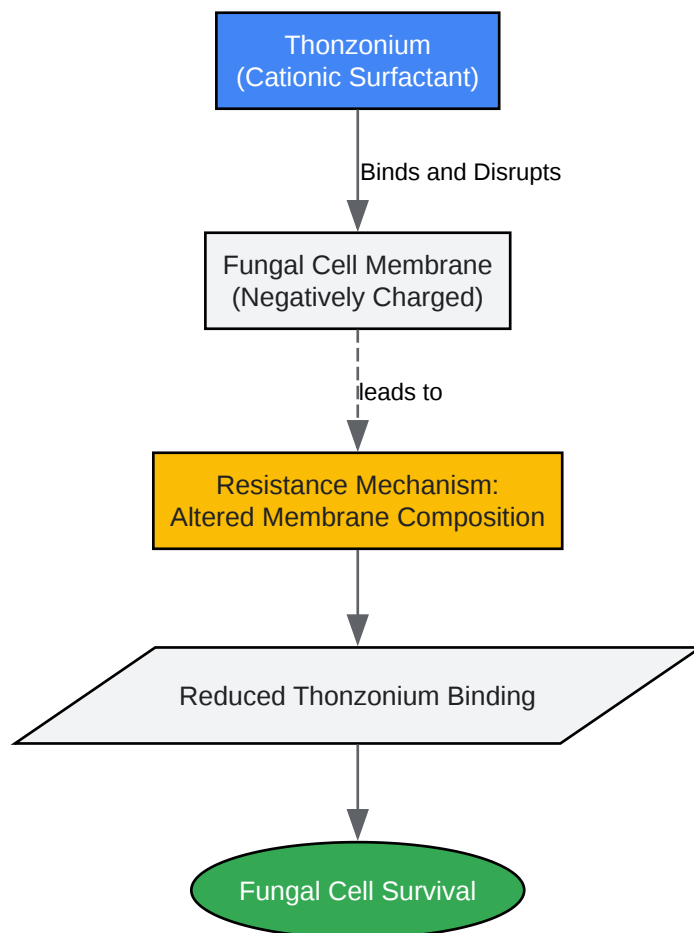 Thonzonium
(Cationic Surfactant)
Binds and Disrupts
Fungal Cell Membrane
(Negatively Charged)
leads to
Resistance Mechanism:
Altered Membrane Composition
Reduced Thonzonium Binding
Fungal Cell Survival